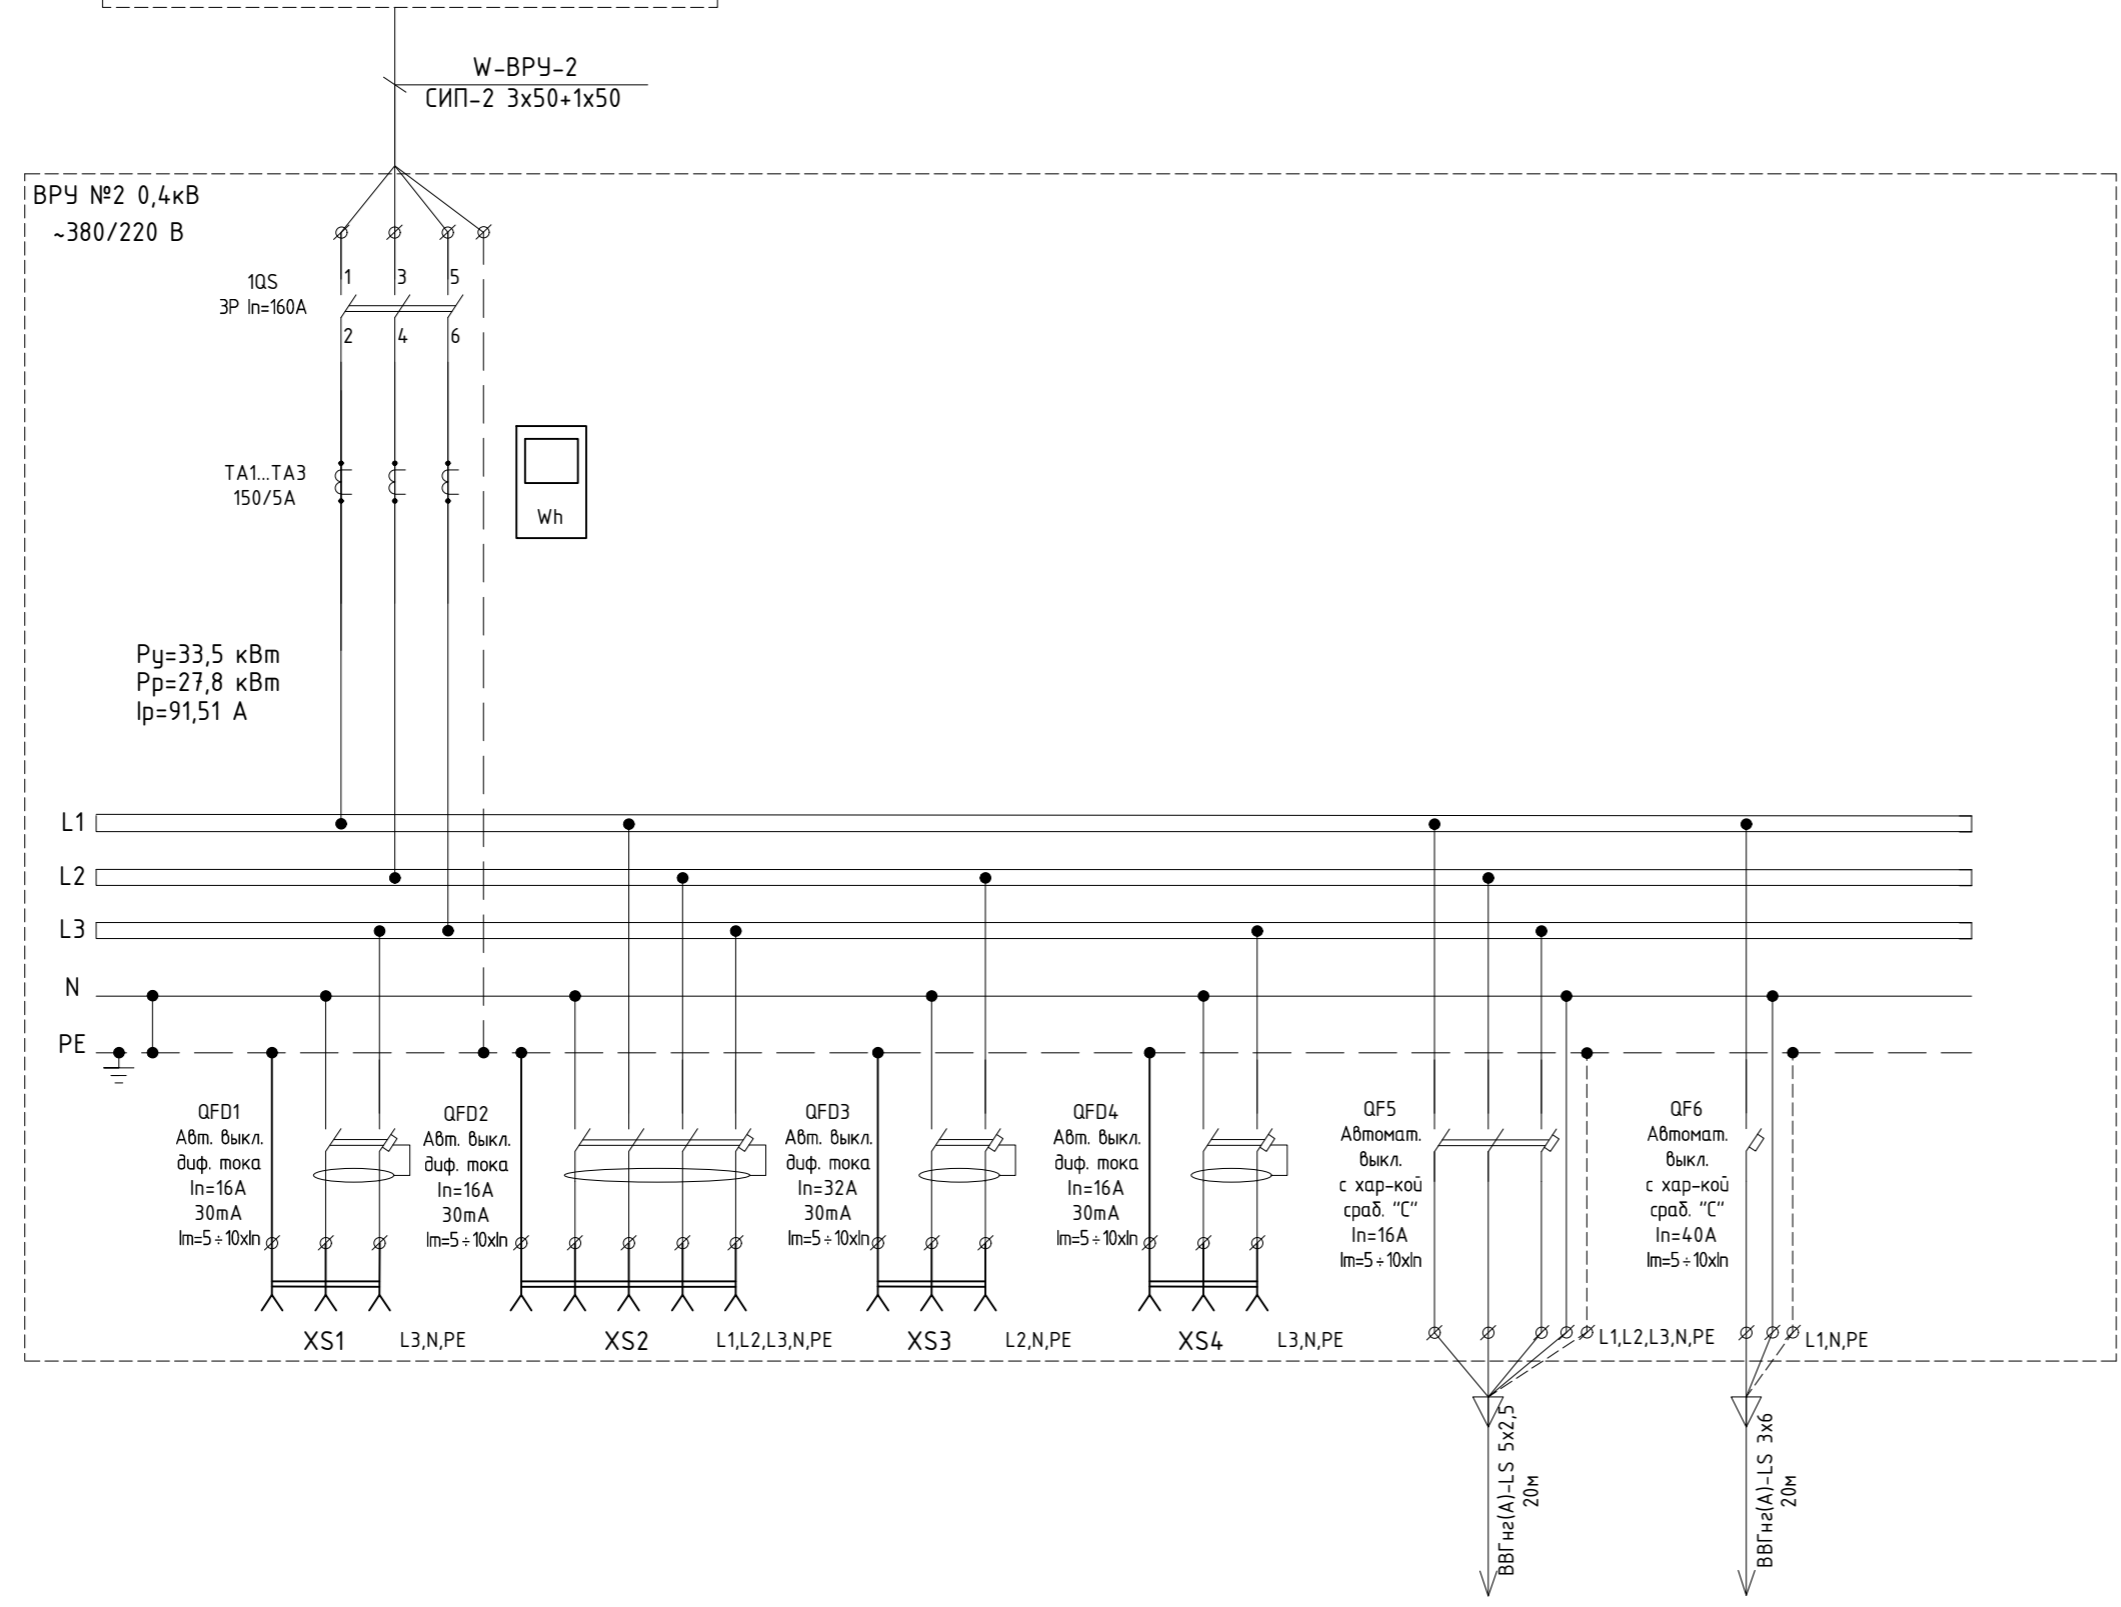 W-ВРУ-2
СИП-2 3х50+1х50
ВРУ №2 0,4кВ
~380/220 В
1QS
3P In=160A
1
3
5
2
4
6
TA1...TA3
150/5A
Wh
Ру=33,5 кВт
Рр=27,8 кВт
Iр=91,51 А
L1
L2
L3
N
PE
QFD1
Авт. выкл.
диф. тока
In=16A
30mA
Im=5÷10xIn
QFD2
Авт. выкл.
диф. тока
In=16A
30mA
Im=5÷10xIn
QFD3
Авт. выкл.
диф. тока
In=32A
30mA
Im=5÷10xIn
QFD4
Авт. выкл.
диф. тока
In=16A
30mA
Im=5÷10xIn
QF5
Автомат.
выкл.
с хар-кой
сраб. "С"
In=16A
Im=5÷10xIn
QF6
Автомат.
выкл.
с хар-кой
сраб. "С"
In=40A
Im=5÷10xIn
XS1
L3,N,PE
XS2
L1,L2,L3,N,PE
XS3
L2,N,PE
XS4
L3,N,PE
L1,L2,L3,N,PE
L1,N,PE
ВВГнг(А)-LS 5х2,5
20м
ВВГнг(А)-LS 3х6
20м